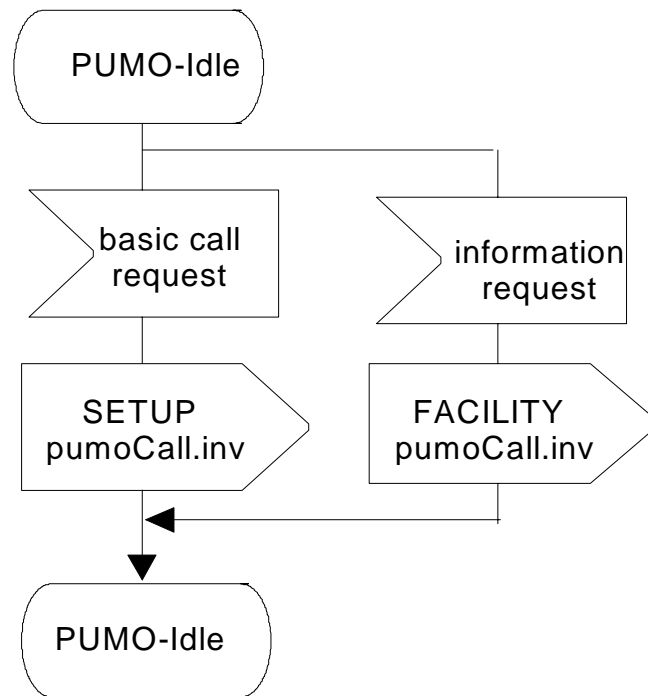 PUMO-Idle
basic call
request
information
request
SETUP
pumoCall.inv
FACILITY
pumoCall.inv
PUMO-Idle